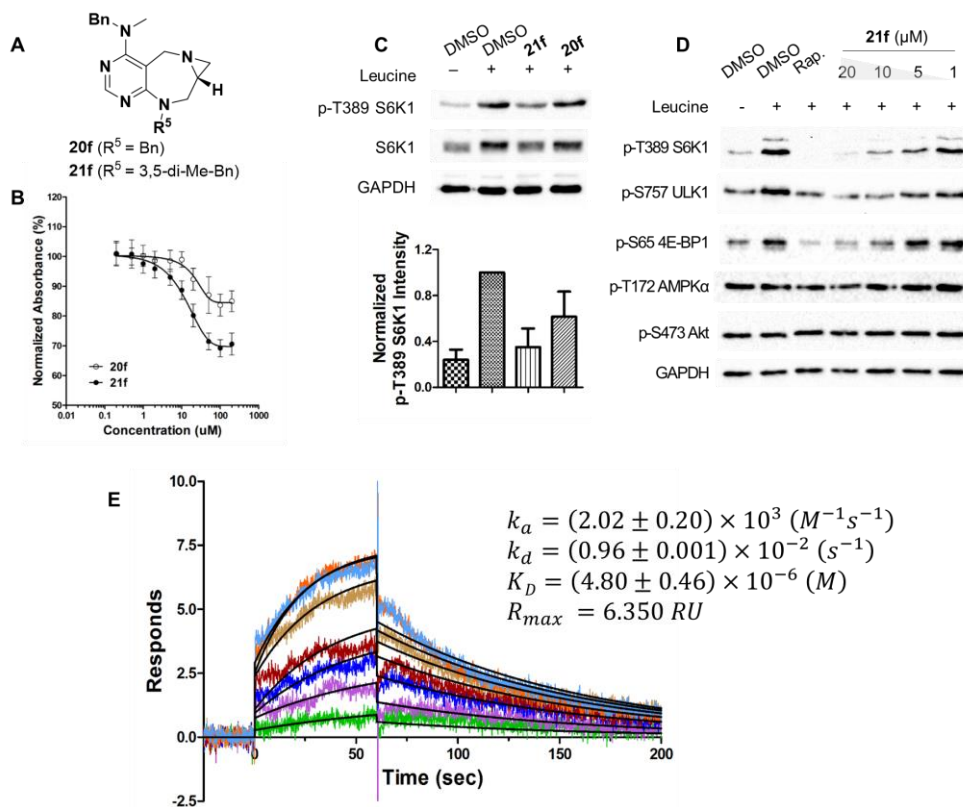 A
Bn
N
N
N
N
N
H
R⁵
20f (R⁵ = Bn)
21f (R⁵ = 3,5-di-Me-Bn)
B
Normalized Absorbance (%)
120
110
100
90
80
70
60
50
20f
21f
0.01 0.1 1 10 100 1000
Concentration (uM)
C
DMSO DMSO 21f 20f
Leucine – + + +
p-T389 S6K1
S6K1
GAPDH
Normalized
p-T389 S6K1 Intensity
1.2
0.8
0.4
0.0
D
DMSO DMSO Rap. 21f (µM)
20 10 5 1
Leucine - + + + + + +
p-T389 S6K1
p-S757 ULK1
p-S65 4E-BP1
p-T172 AMPKα
p-S473 Akt
GAPDH
E
Responds
10.0
7.5
5.0
2.5
0.0
-2.5
0 50 100 150 200
Time (sec)
k_a = (2.02 ± 0.20) × 10³ (M⁻¹s⁻¹)
k_d = (0.96 ± 0.001) × 10⁻² (s⁻¹)
K_D = (4.80 ± 0.46) × 10⁻⁶ (M)
R_max = 6.350 RU